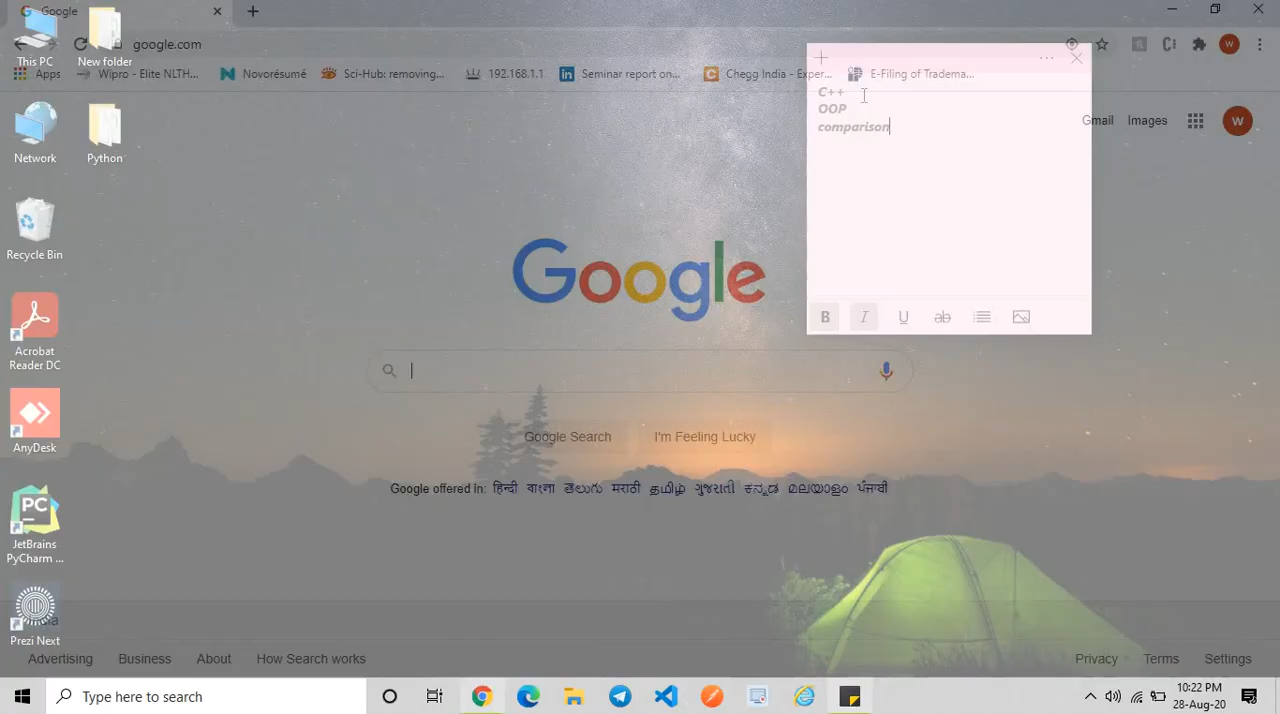 Google
This PC
New folder
google.com
Apps
Wipro - Elite NLTH...
Novorésumé
Sci-Hub: removing...
192.168.1.1
Seminar report on...
Chegg India - Exper...
E-Filing of Tradema...
C++
OOP
comparison
Gmail
Images
W
Network
Python
Recycle Bin
Google
B I U ab
Acrobat
Reader DC
Google Search
I'm Feeling Lucky
AnyDesk
Google offered in: हिन्दी বাংলা తెలుగు मराठी தமிழ் ગુજરાતી ಕನ್ನಡ മലയാളം ਪੰਜਾਬੀ
PC
JetBrains
PyCharm ...
Prezi Next
Advertising
Business
About
How Search works
Privacy
Terms
Settings
Type here to search
10:22 PM
28-Aug-20